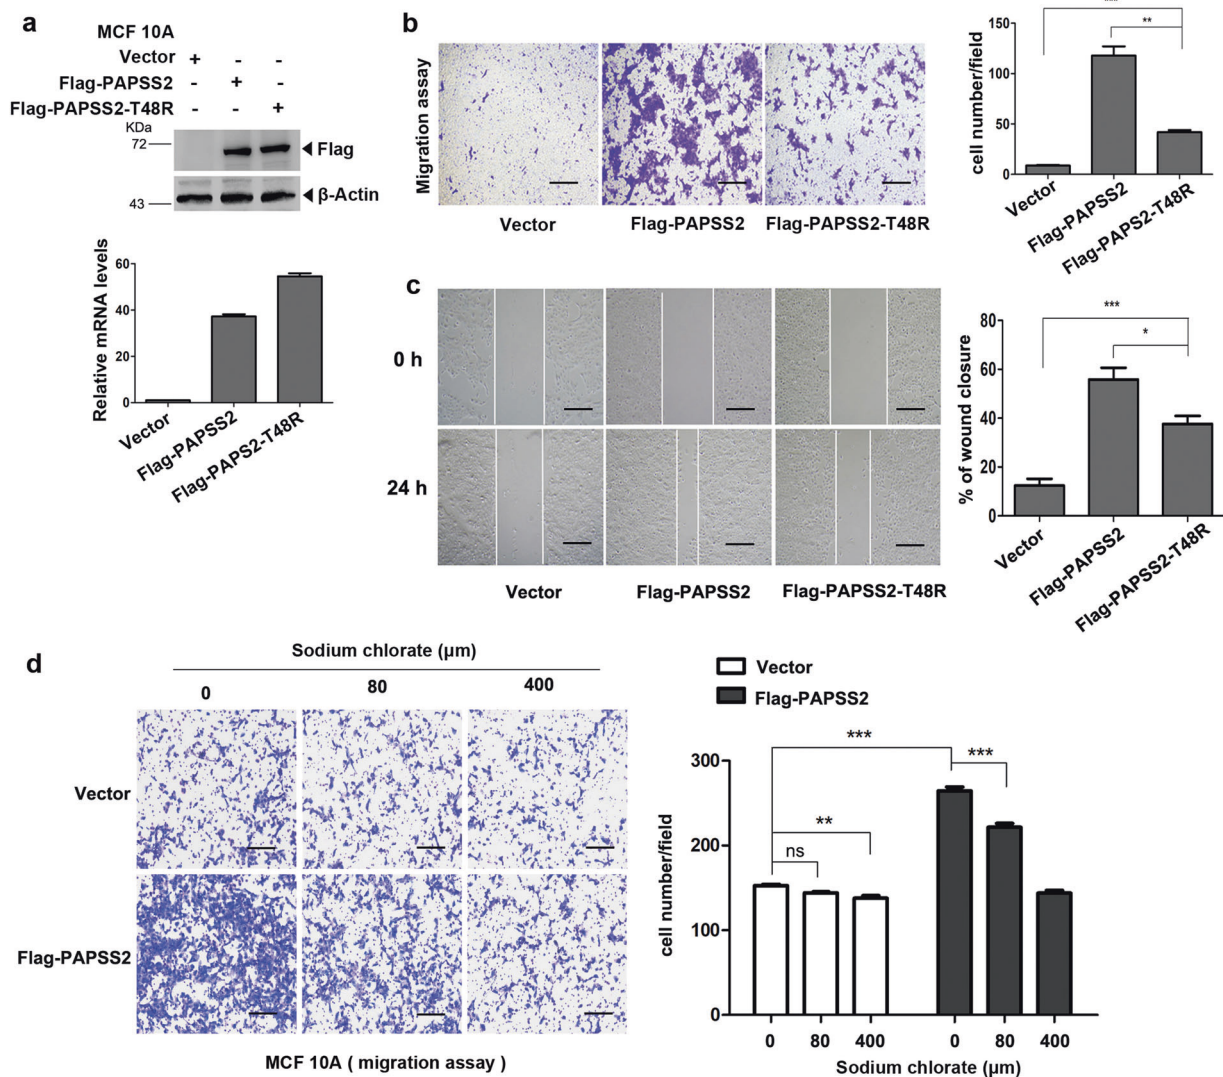 a
MCF 10A
Vector + - -
Flag-PAPSS2 - + -
Flag-PAPSS2-T48R - - +
KDa
72
Flag
43
β-Actin
Relative mRNA levels
60
40
20
0
Vector
Flag-PAPSS2
Flag-PAPS2-T48R
b
Migration assay
Vector
Flag-PAPSS2
Flag-PAPSS2-T48R
cell number/field
150
100
50
0
***
**
Vector
Flag-PAPSS2
Flag-PAPS2-T48R
c
0 h
24 h
Vector
Flag-PAPSS2
Flag-PAPSS2-T48R
% of wound closure
80
60
40
20
0
***
*
Vector
Flag-PAPSS2
Flag-PAPSS2-T48R
d
Sodium chlorate (μm)
0 80 400
Vector
Flag-PAPSS2
MCF 10A ( migration assay )
Vector
Flag-PAPSS2
cell number/field
300
200
100
0
***
***
**
ns
0 80 400 0 80 400
Sodium chlorate (μm)